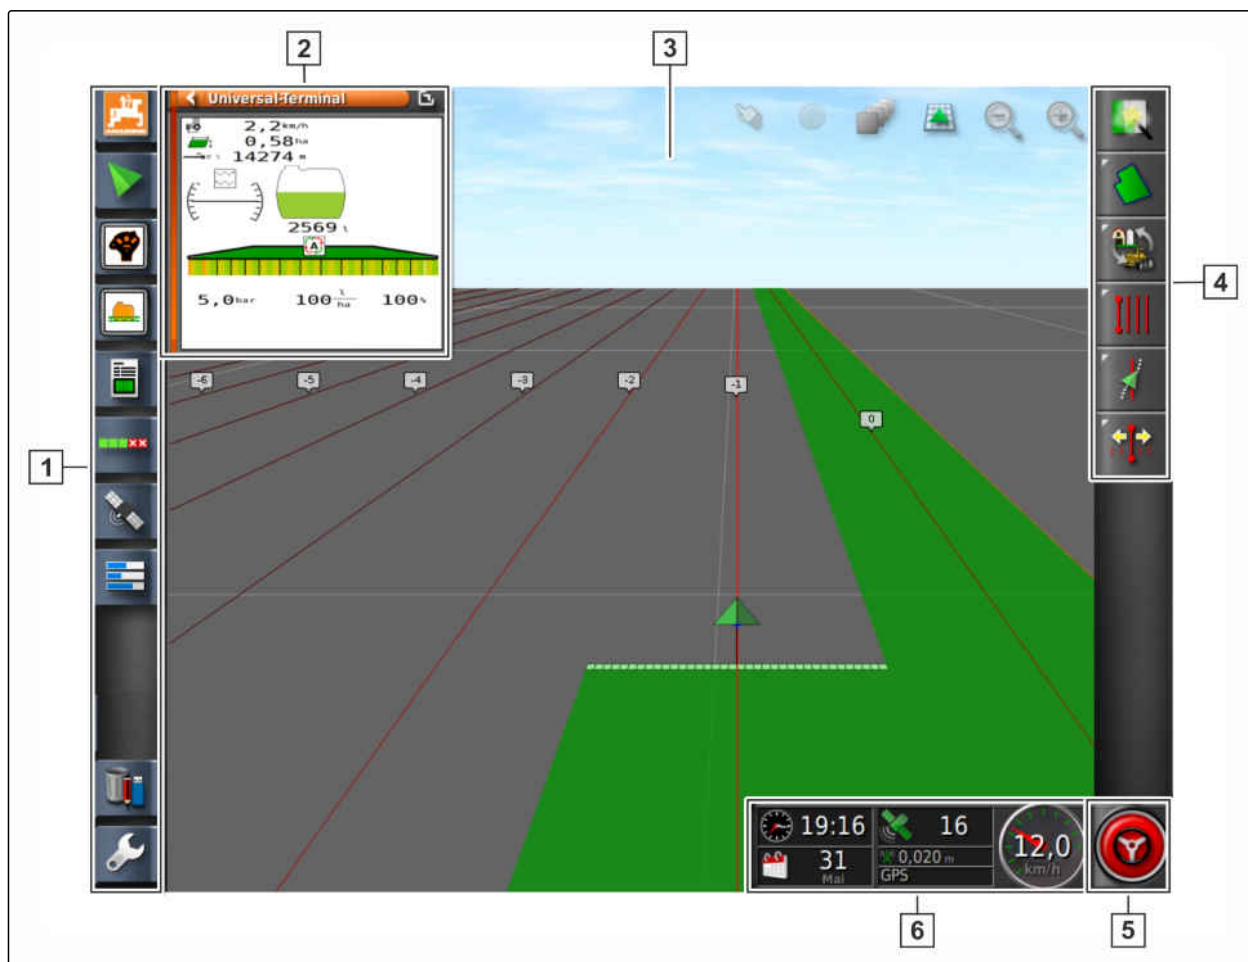 2
3
Universal-Terminal
2,2 km/h
0,58 ha
14274 m
2569 l
A
5,0 bar 100 l/ha 100 %
4
-6 -5 -4 -3 -2 -1
0
1
19:16 16
31 0,020 m 12,0
Mai GPS km/h
6 5